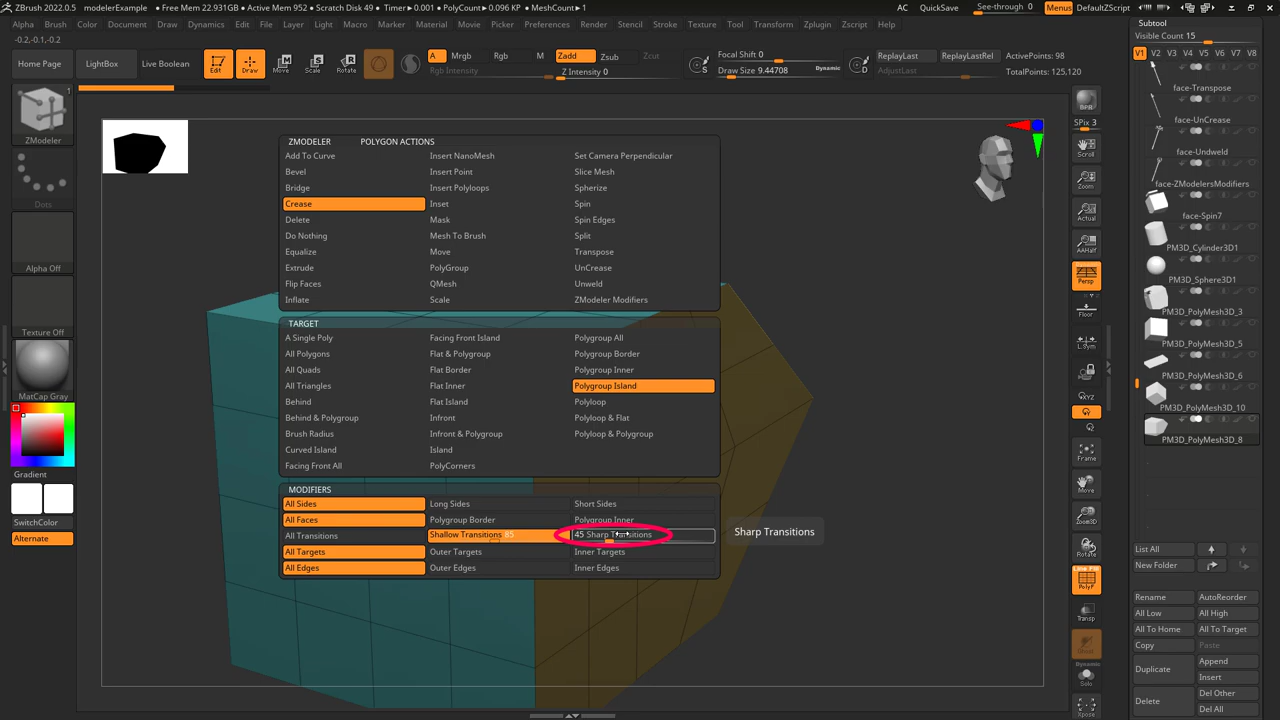 ZBrush 2022.0.5 modelerExample • Free Mem 22.931GB • Active Mem 952 • Scratch Disk 49 • Timer▸0.001 • PolyCount▸0.096 KP • MeshCount▸1 AC QuickSave See-through 0 Menus DefaultZScript
Alpha Brush Color Document Draw Dynamics Edit File Layer Light Macro Marker Material Movie Picker Preferences Render Stencil Stroke Texture Tool Transform Zplugin Zscript Help
-0.2,-0.1,-0.2
Home Page LightBox Live Boolean Edit Draw Move Scale Rotate
A Mrgb Rgb M Zadd Zsub Zcut
Rgb Intensity Z Intensity 0
S Focal Shift 0
Draw Size 9.44708 Dynamic
D ReplayLast ReplayLastRel ActivePoints: 98
AdjustLast TotalPoints: 125,120
1
ZModeler
Dots
Alpha Off
Texture Off
MatCap Gray
Gradient
SwitchColor
Alternate
ZMODELER POLYGON ACTIONS
Add To Curve Insert NanoMesh Set Camera Perpendicular
Bevel Insert Point Slice Mesh
Bridge Insert Polyloops Spherize
Crease Inset Spin
Delete Mask Spin Edges
Do Nothing Mesh To Brush Split
Equalize Move Transpose
Extrude PolyGroup UnCrease
Flip Faces QMesh Unweld
Inflate Scale ZModeler Modifiers
TARGET
A Single Poly Facing Front Island Polygroup All
All Polygons Flat & Polygroup Polygroup Border
All Quads Flat Border Polygroup Inner
All Triangles Flat Inner Polygroup Island
Behind Flat Island Polyloop
Behind & Polygroup Infront Polyloop & Flat
Brush Radius Infront & Polygroup Polyloop & Polygroup
Curved Island Island
Facing Front All PolyCorners
MODIFIERS
All Sides Long Sides Short Sides
All Faces Polygroup Border Polygroup Inner
All Transitions Shallow Transitions 85 45 Sharp Transitions
All Targets Outer Targets Inner Targets
All Edges Outer Edges Inner Edges
Sharp Transitions
BPR
SPix 3
Scroll
Zoom
Actual
AAHalf
Persp
Floor
L.Sym
XYZ
Frame
Move
Zoom3D
Rotate
Line Fill
PolyF
Transp
Dynamic
Solo
Xpose
Subtool
Visible Count 15
V1 V2 V3 V4 V5 V6 V7 V8
face-Transpose
face-UnCrease
face-Undweld
face-ZModelersModifiers
face-Spin7
PM3D_Cylinder3D1
PM3D_Sphere3D1
PM3D_PolyMesh3D_3
PM3D_PolyMesh3D_5
PM3D_PolyMesh3D_6
PM3D_PolyMesh3D_10
PM3D_PolyMesh3D_8
List All
New Folder
Rename AutoReorder
All Low All High
All To Home All To Target
Copy Paste
Duplicate Append
Insert
Delete Del Other
Del All